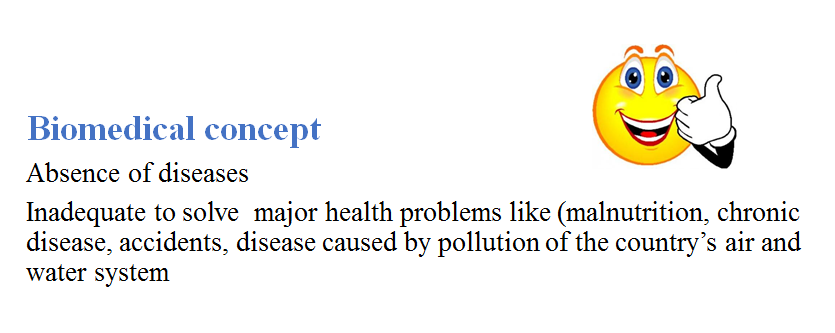 Biomedical concept
Absence of diseases
Inadequate to solve  major health problems like (malnutrition, chronic
disease, accidents, disease caused by pollution of the country’s air and
water system